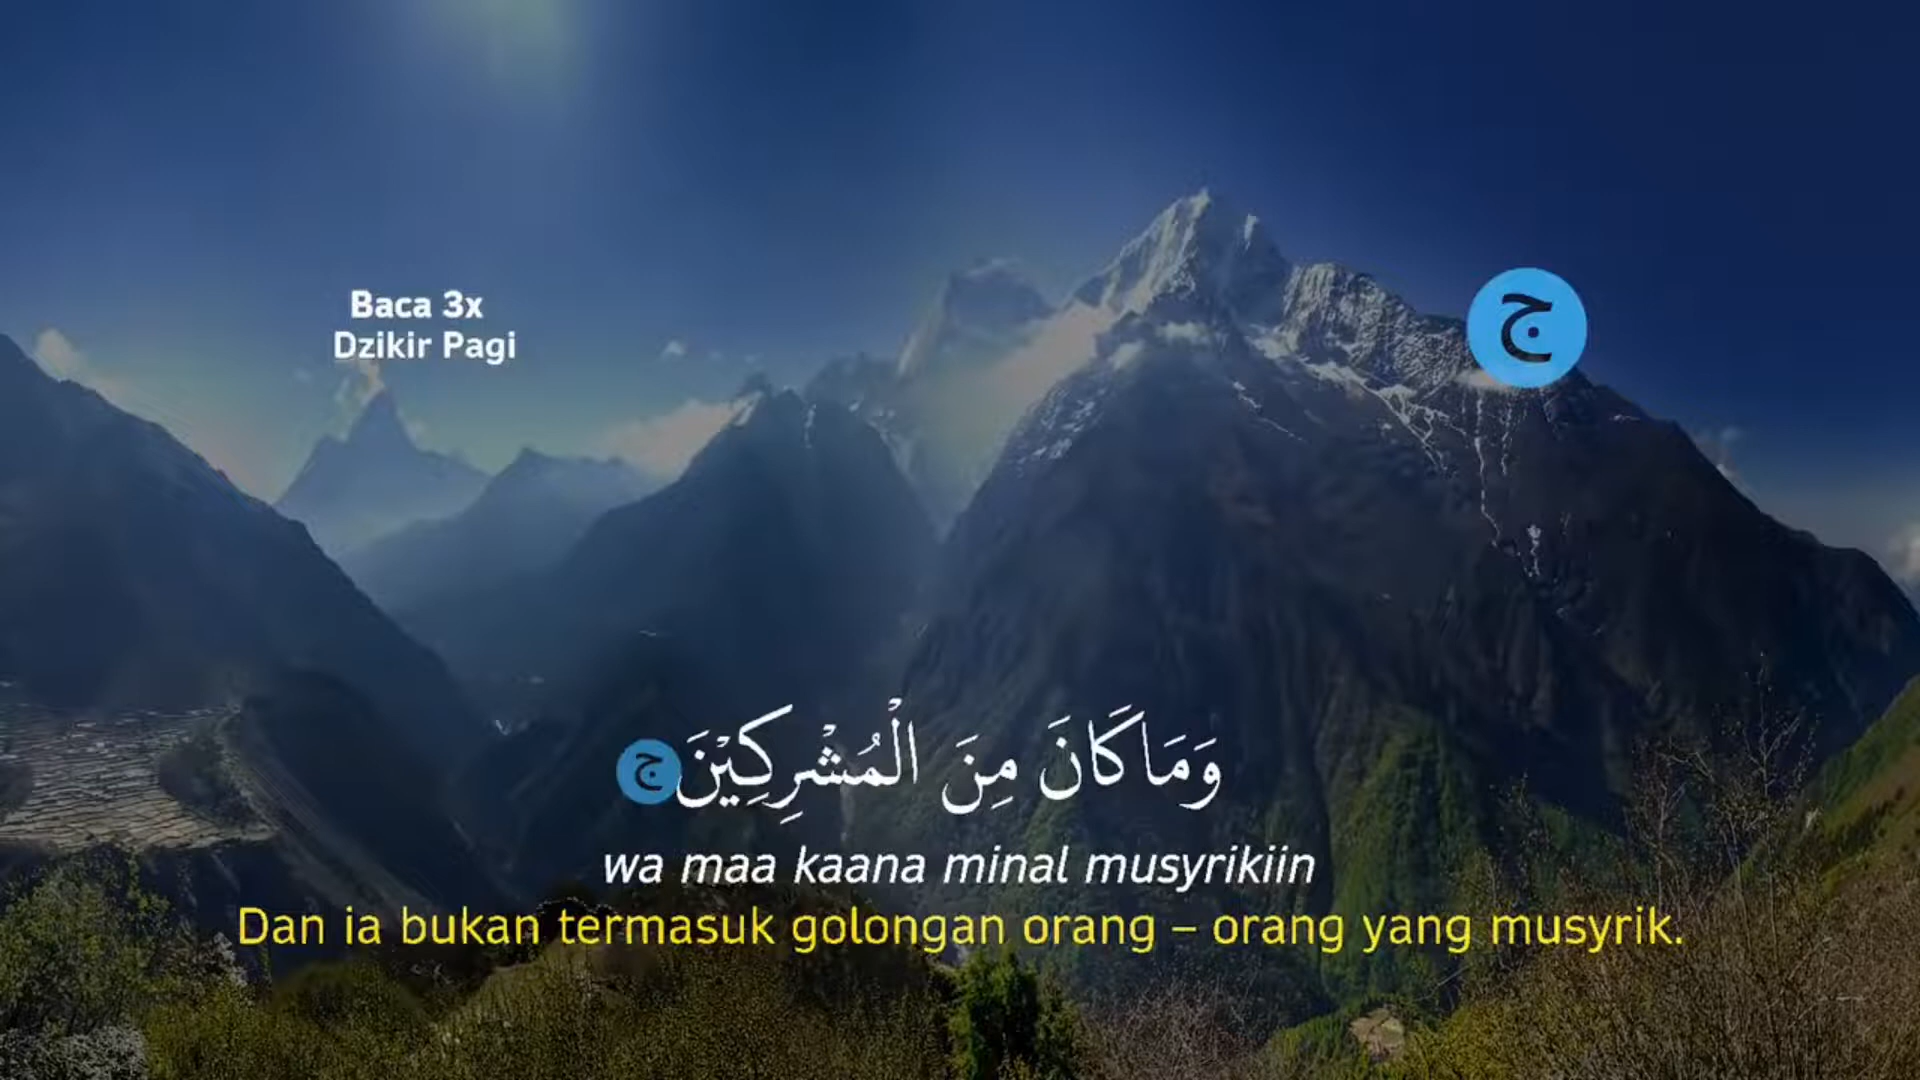 Baca 3x
Dzikir Pagi
ج
وَمَا كَانَ مِنَ الْمُشْرِكِيْنَ ج
wa maa kaana minal musyrikiin
Dan ia bukan termasuk golongan orang – orang yang musyrik.